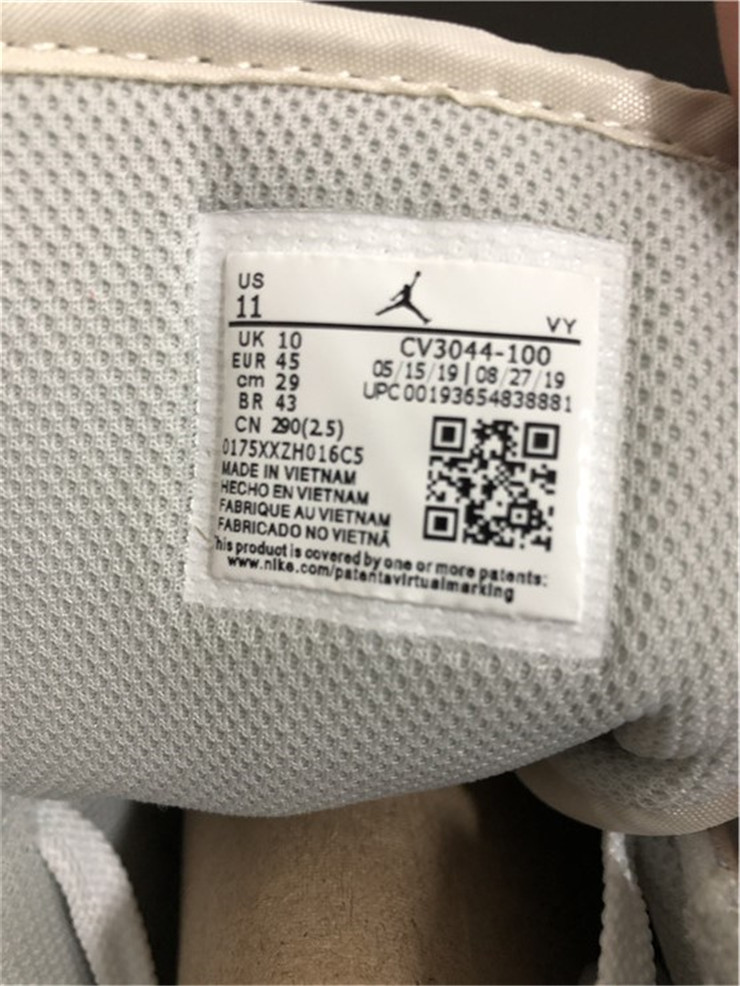 US
11
VY
UK 10
EUR 45
cm 29
BR 43
CN 290(2.5)
CV3044-100
05/15/19 | 08/27/19
UPC 00193654838881
0175XXZH016C5
MADE IN VIETNAM
HECHO EN VIETNAM
FABRIQUE AU VIETNAM
FABRICADO NO VIETNÃ
his product is covered by one or more patents:
www.nike.com/patentavirtualmarking